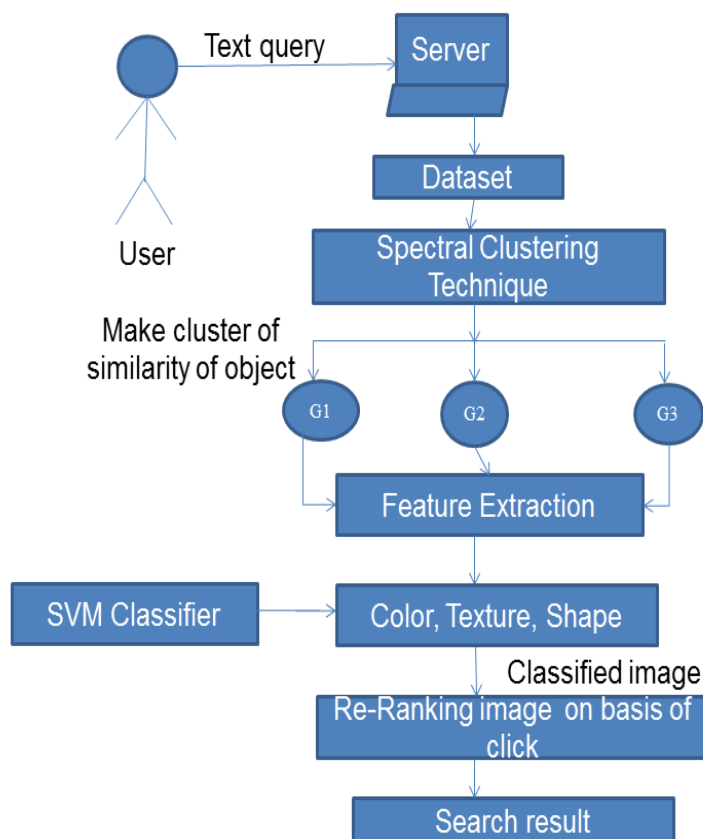 Text query
Server
Dataset
User
Spectral Clustering
Technique
Make cluster of
similarity of object
G1
G2
G3
Feature Extraction
SVM Classifier
Color, Texture, Shape
Classified image
Re-Ranking image on basis of
click
Search result